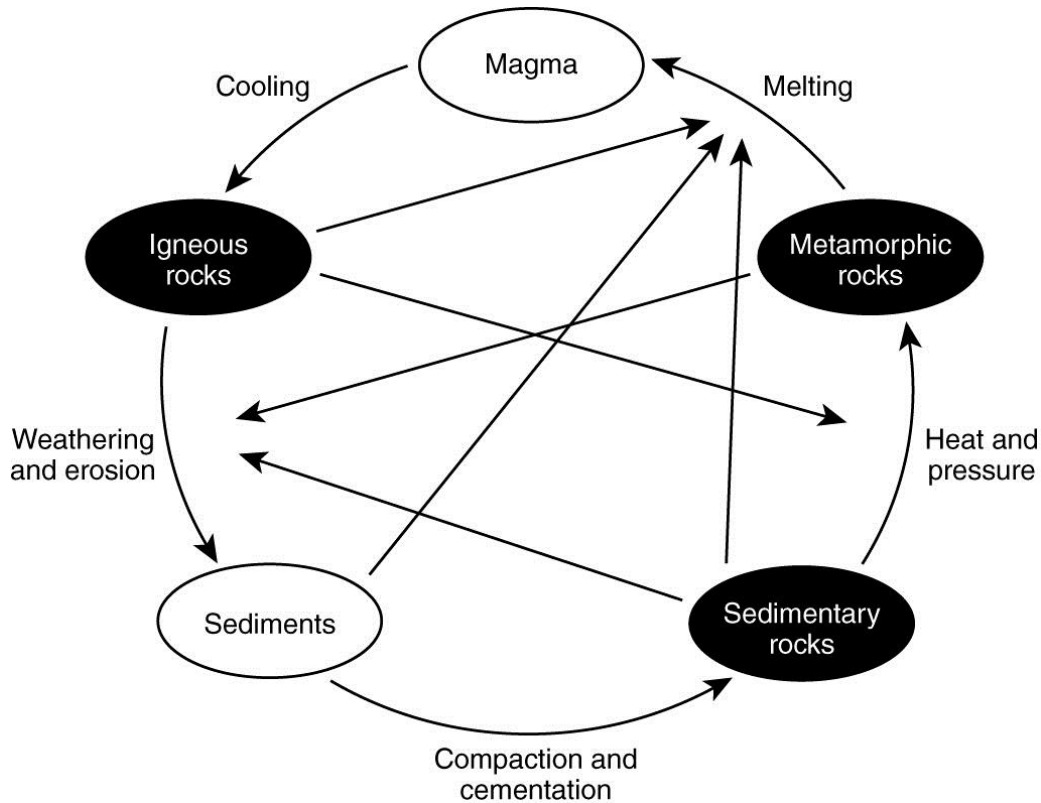 Magma
Cooling
Melting
Igneous
rocks
Metamorphic
rocks
Weathering
and erosion
Heat and
pressure
Sediments
Sedimentary
rocks
Compaction and
cementation